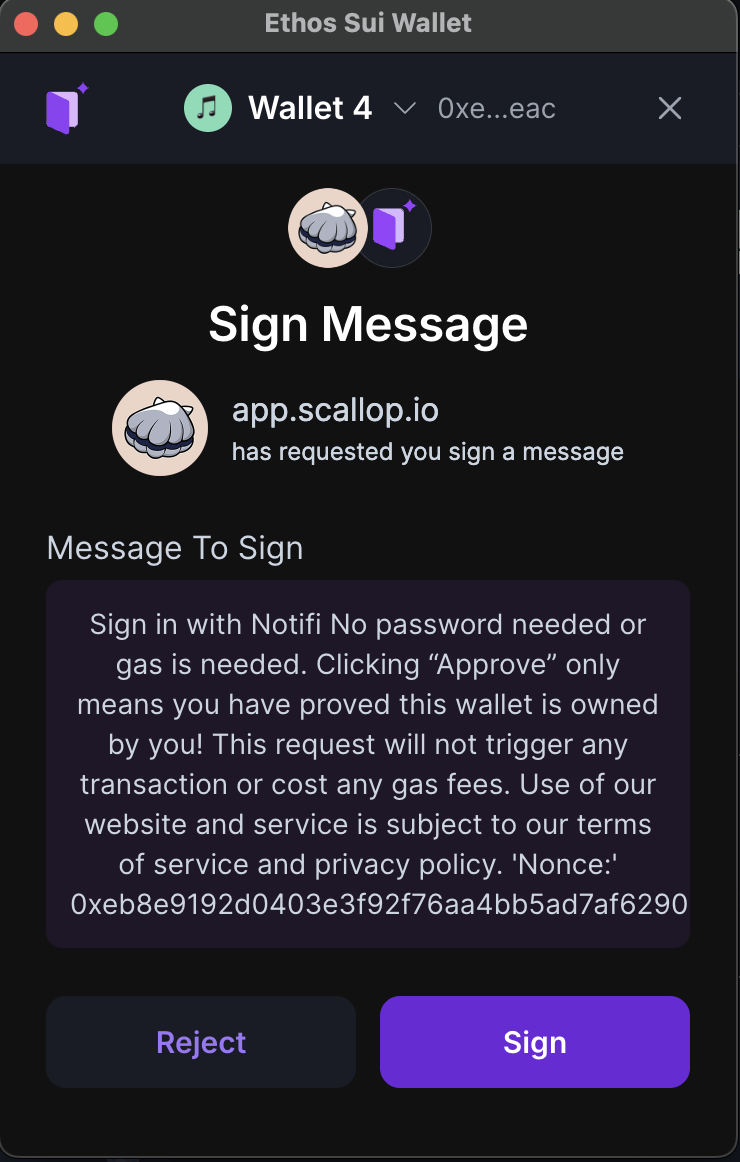 Ethos Sui Wallet
Wallet 4 0xe...eac
Sign Message
app.scallop.io
has requested you sign a message
Message To Sign
Sign in with Notifi No password needed or
gas is needed. Clicking “Approve” only
means you have proved this wallet is owned
by you! This request will not trigger any
transaction or cost any gas fees. Use of our
website and service is subject to our terms
of service and privacy policy. 'Nonce:'
0xeb8e9192d0403e3f92f76aa4bb5ad7af6290
Reject
Sign